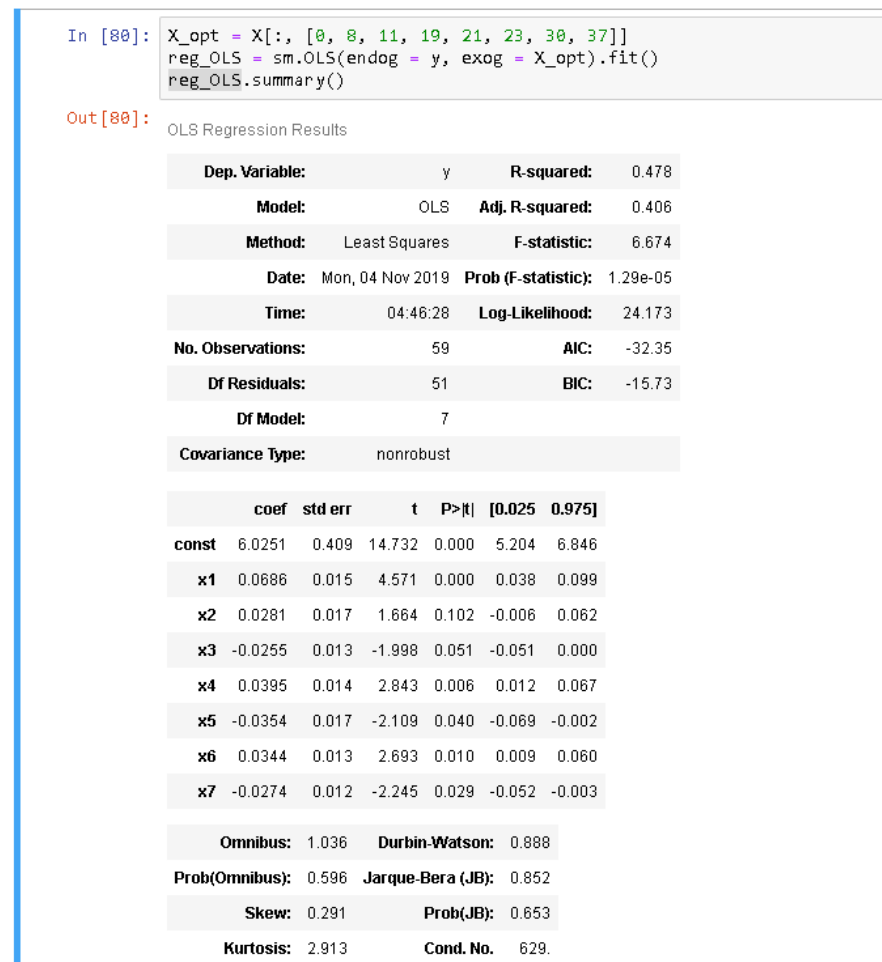 In [80]: X_opt = X[:, [0, 8, 11, 19, 21, 23, 30, 37]]
reg_OLS = sm.OLS(endog = y, exog = X_opt).fit()
reg_OLS.summary()
Out[80]:
OLS Regression Results
Dep. Variable: y R-squared: 0.478
Model: OLS Adj. R-squared: 0.406
Method: Least Squares F-statistic: 6.674
Date: Mon, 04 Nov 2019 Prob (F-statistic): 1.29e-05
Time: 04:46:28 Log-Likelihood: 24.173
No. Observations: 59 AIC: -32.35
Df Residuals: 51 BIC: -15.73
Df Model: 7
Covariance Type: nonrobust
coef std err t P>|t| [0.025 0.975]
const 6.0251 0.409 14.732 0.000 5.204 6.846
x1 0.0686 0.015 4.571 0.000 0.038 0.099
x2 0.0281 0.017 1.664 0.102 -0.006 0.062
x3 -0.0255 0.013 -1.998 0.051 -0.051 0.000
x4 0.0395 0.014 2.843 0.006 0.012 0.067
x5 -0.0354 0.017 -2.109 0.040 -0.069 -0.002
x6 0.0344 0.013 2.693 0.010 0.009 0.060
x7 -0.0274 0.012 -2.245 0.029 -0.052 -0.003
Omnibus: 1.036 Durbin-Watson: 0.888
Prob(Omnibus): 0.596 Jarque-Bera (JB): 0.852
Skew: 0.291 Prob(JB): 0.653
Kurtosis: 2.913 Cond. No. 629.